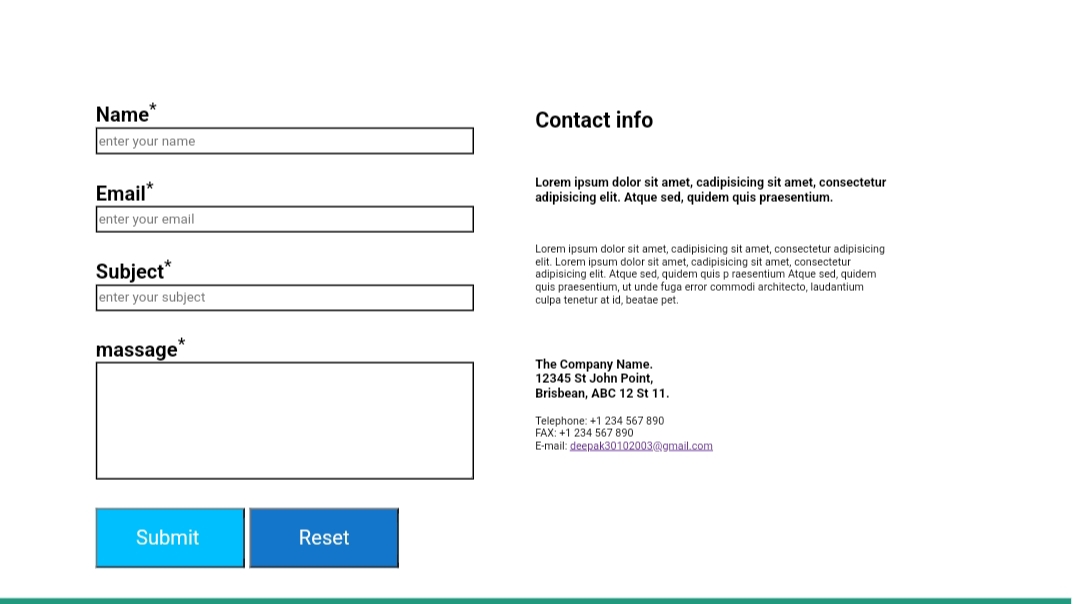 Name*
enter your name
Email*
enter your email
Subject*
enter your subject
massage*
Submit Reset
Contact info
Lorem ipsum dolor sit amet, cadipisicing sit amet, consectetur
adipisicing elit. Atque sed, quidem quis praesentium.
Lorem ipsum dolor sit amet, cadipisicing sit amet, consectetur adipisicing
elit. Lorem ipsum dolor sit amet, cadipisicing sit amet, consectetur
adipisicing elit. Atque sed, quidem quis p raesentium Atque sed, quidem
quis praesentium, ut unde fuga error commodi architecto, laudantium
culpa tenetur at id, beatae pet.
The Company Name.
12345 St John Point,
Brisbean, ABC 12 St 11.
Telephone: +1 234 567 890
FAX: +1 234 567 890
E-mail: deepak30102003@gmail.com